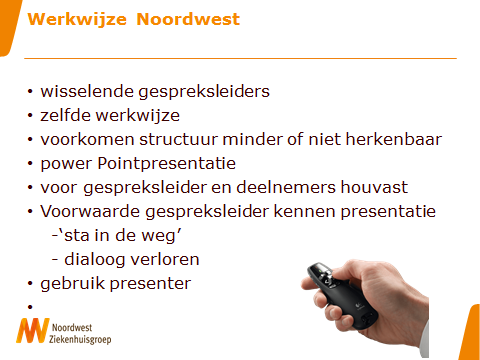 Werkwijze Noordwest
• wisselende gespreksleiders
• zelfde werkwijze
• voorkomen structuur minder of niet herkenbaar
• power Pointpresentatie
• voor gespreksleider en deelnemers houvast
• Voorwaarde gespreksleider kennen presentatie
-‘sta in de weg’
- dialoog verloren
• gebruik presenter
•
Noordwest
Ziekenhuisgroep